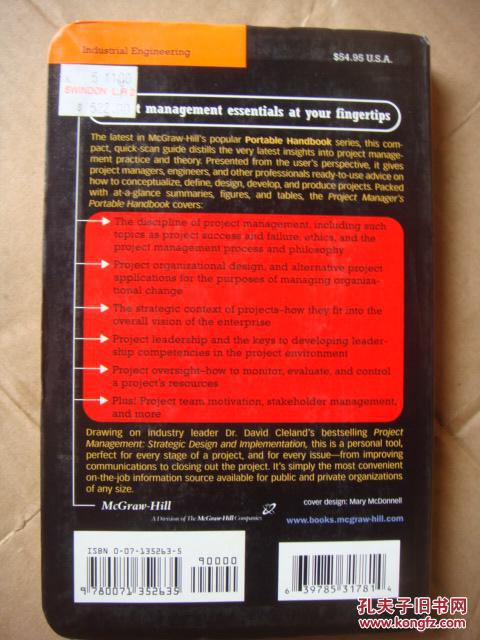 Industrial Engineering
$54.95 U.S.A.
5 1100
SWINDON
$ 522.00
t management essentials at your fingertips
The latest in McGraw-Hill's popular Portable Handbook series, this com-
pact, quick-scan guide distills the very latest insights into project manage-
ment practice and theory. Presented from the user's perspective, it gives
project managers, engineers, and other professionals ready-to-use advice on
how to conceptualize, define, design, develop, and produce projects. Packed
with at-a-glance summaries, figures, and tables, the Project Manager's
Portable Handbook covers:
The discipline of project management, including such
topics as project success and failure, ethics, and the
project management process and philosophy
Project organizational design, and alternative project
applications for the purposes of managing organiza-
tional change
The strategic context of projects–how they fit into the
overall vision of the enterprise
Project leadership and the keys to developing leader-
ship competencies in the project environment
Project oversight–how to monitor, evaluate, and control
a project's resources
Plus! Project team motivation, stakeholder management,
and more
Drawing on industry leader Dr. David Cleland's bestselling Project
Management: Strategic Design and Implementation, this is a personal tool,
perfect for every stage of a project, and for every issue—from improving
communications to closing out the project. It's simply the most convenient
on-the-job information source available for public and private organizations
of any size.
McGraw-Hill
A Division of The McGraw-Hill Companies
cover design: Mary McDonnell
www.books.mcgraw-hill.com
ISBN 0-07-135263-5
90000
9 780071 352635
6 39785 31781 4
孔夫子旧书网
kongfz.com